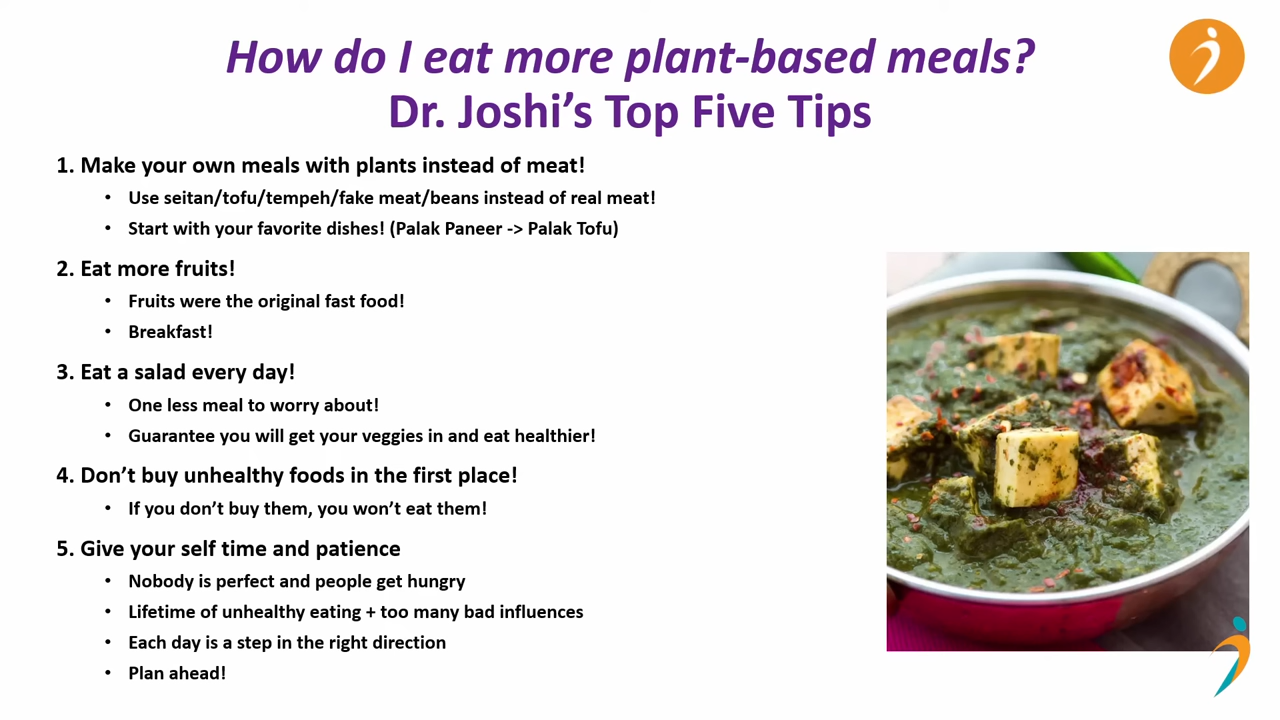 How do I eat more plant-based meals?
Dr. Joshi’s Top Five Tips
1. Make your own meals with plants instead of meat!
• Use seitan/tofu/tempeh/fake meat/beans instead of real meat!
• Start with your favorite dishes! (Palak Paneer -> Palak Tofu)
2. Eat more fruits!
• Fruits were the original fast food!
• Breakfast!
3. Eat a salad every day!
• One less meal to worry about!
• Guarantee you will get your veggies in and eat healthier!
4. Don’t buy unhealthy foods in the first place!
• If you don’t buy them, you won’t eat them!
5. Give your self time and patience
• Nobody is perfect and people get hungry
• Lifetime of unhealthy eating + too many bad influences
• Each day is a step in the right direction
• Plan ahead!